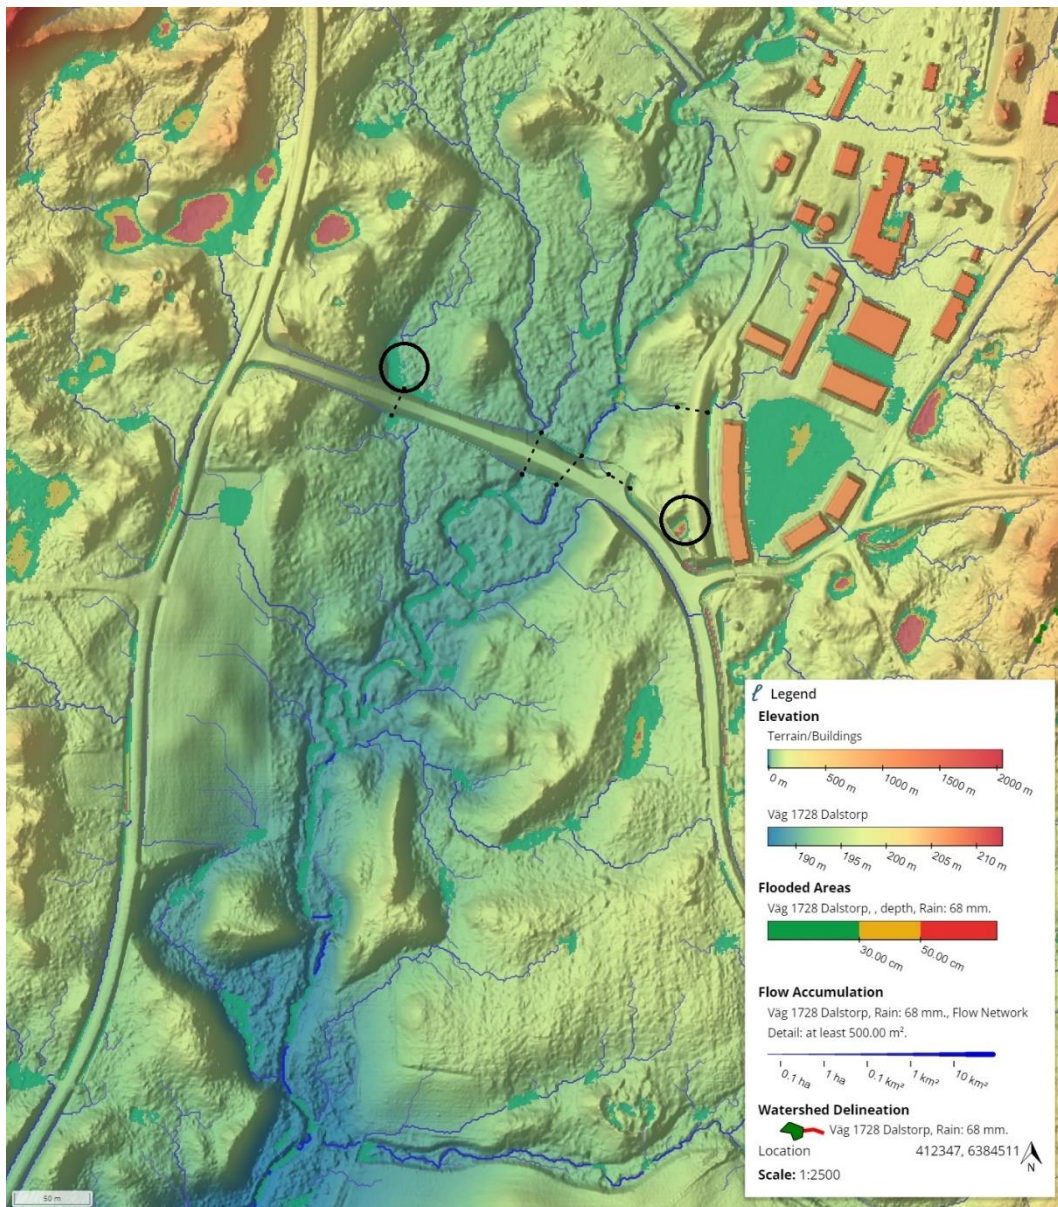 Legend
Elevation
Terrain/Buildings
0 m 500 m 1000 m 1500 m 2000 m
Väg 1728 Dalstorp
190 m 195 m 200 m 205 m 210 m
Flooded Areas
Väg 1728 Dalstorp, , depth, Rain: 68 mm.
30.00 cm 50.00 cm
Flow Accumulation
Väg 1728 Dalstorp, Rain: 68 mm., Flow Network
Detail: at least 500.00 m².
0.1 ha 1 ha 0.1 km² 1 km² 10 km²
Watershed Delineation
Väg 1728 Dalstorp, Rain: 68 mm.
Location 412347, 6384511
Scale: 1:2500
N
50 m